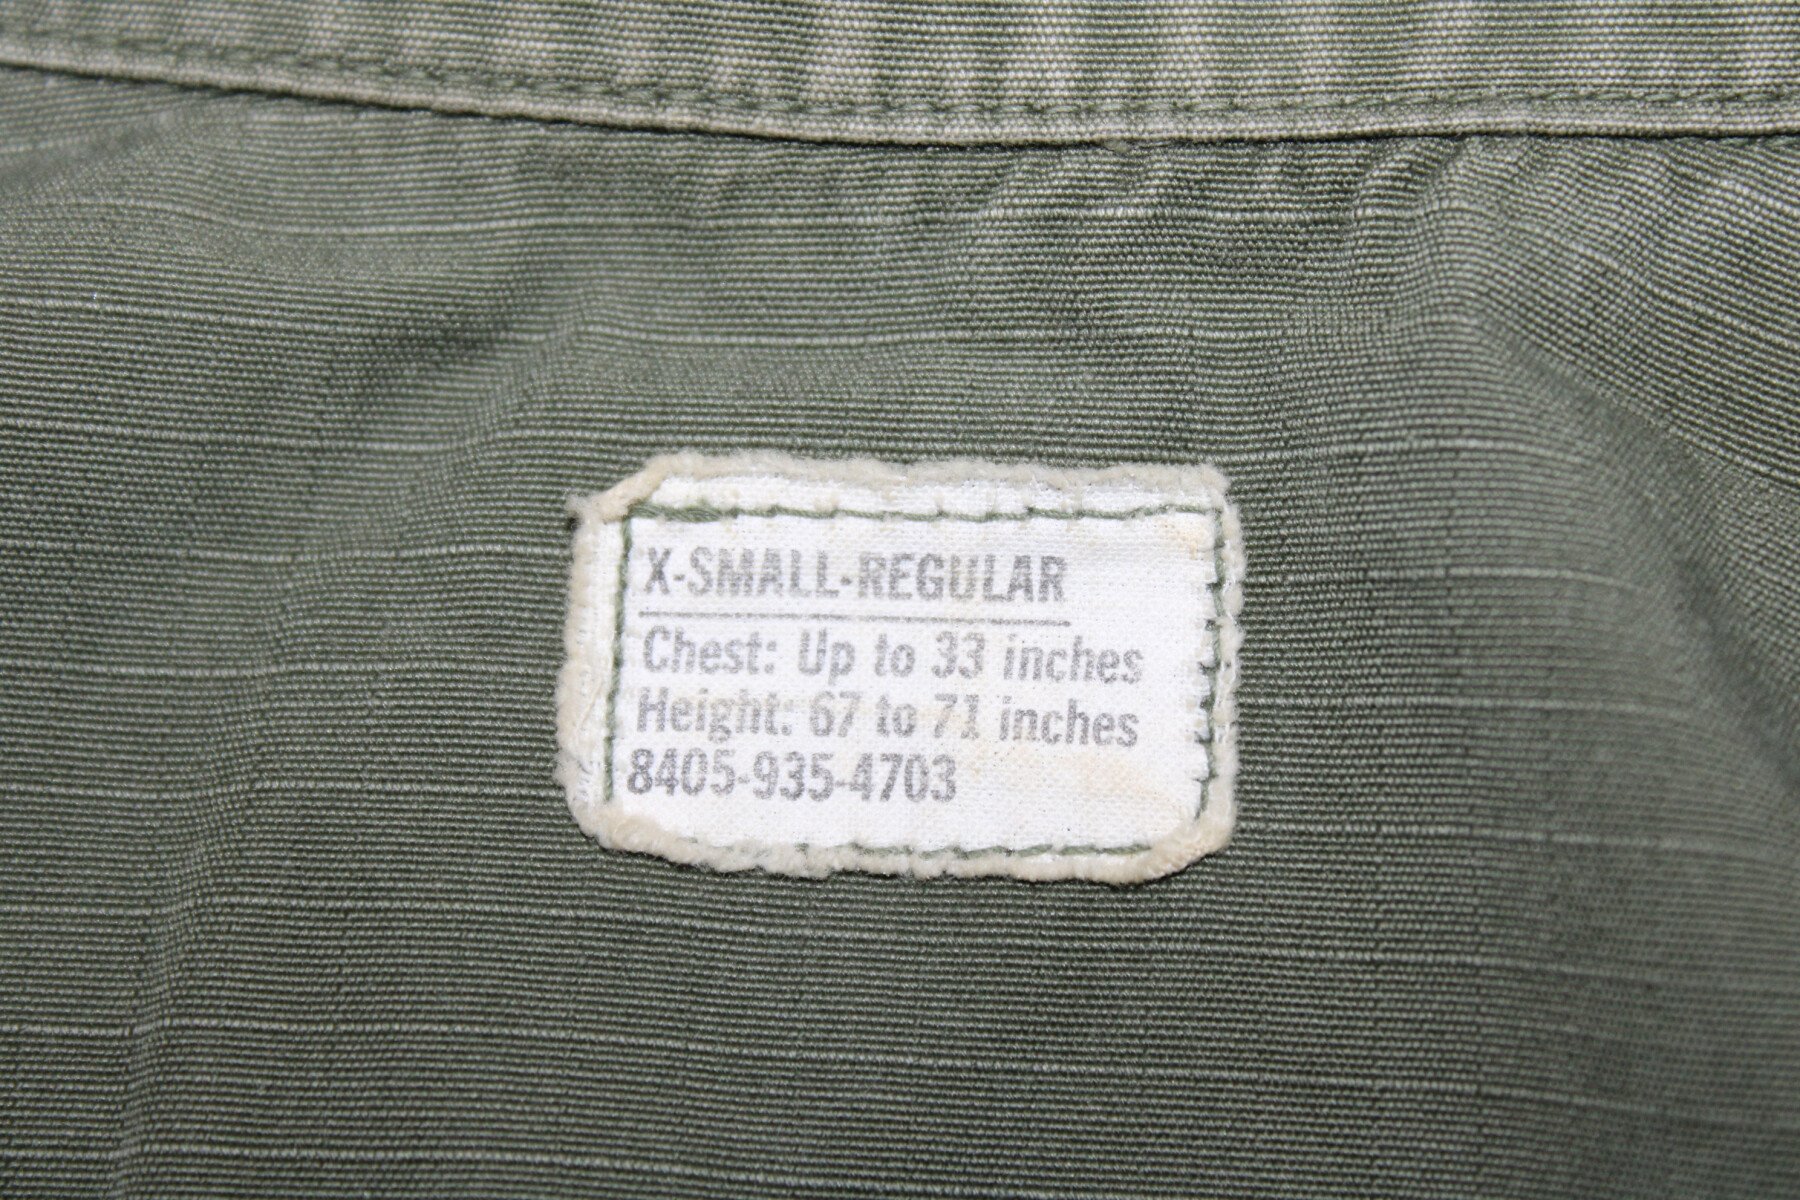 X-SMALL-REGULAR
Chest: Up to 33 inches
Height: 67 to 71 inches
8405-935-4703